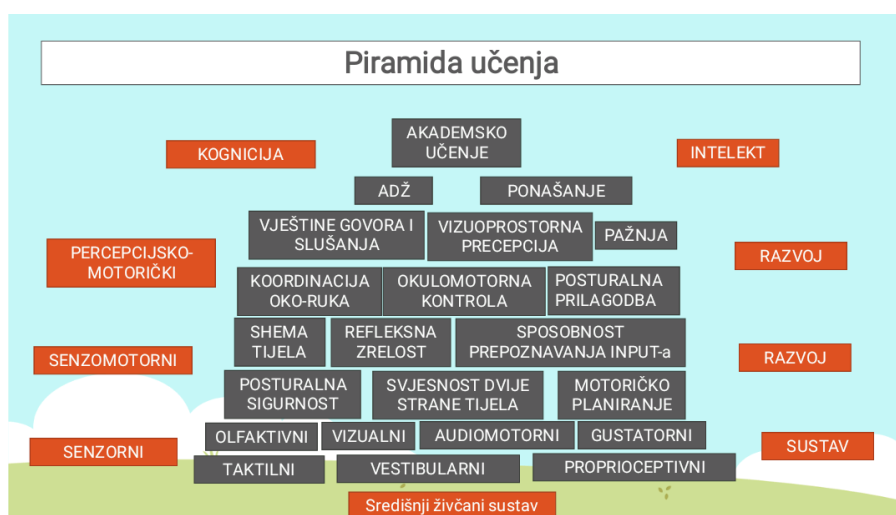 Piramida učenja
AKADEMSKO
UČENJE
KOGNICIJA
INTELEKT
ADŽ
PONAŠANJE
VJEŠTINE GOVORA I
SLUŠANJA
VIZUOPROSTORNA
PRECEPCIJA
PAŽNJA
PERCEPCIJSKO-
MOTORIČKI
RAZVOJ
KOORDINACIJA
OKO-RUKA
OKULOMOTORNA
KONTROLA
POSTURALNA
PRILAGODBA
SHEMA
TIJELA
REFLEKSNA
ZRELOST
SPOSOBNOST
PREPOZNAVANJA INPUT-a
SENZOMOTORNI
RAZVOJ
POSTURALNA
SIGURNOST
SVJESNOST DVIJE
STRANE TIJELA
MOTORIČKO
PLANIRANJE
OLFAKTIVNI
VIZUALNI
AUDIOMOTORNI
GUSTATORNI
SENZORNI
SUSTAV
TAKTILNI
VESTIBULARNI
PROPRIOCEPTIVNI
Središnji živčani sustav